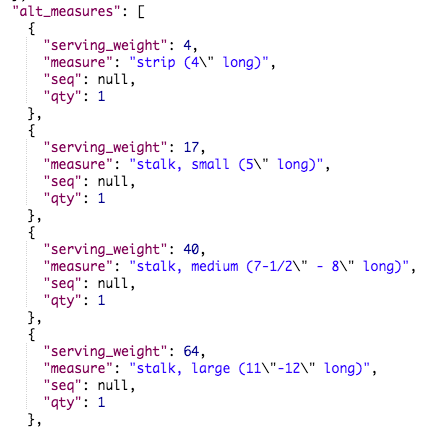 "alt_measures": [
{
"serving_weight": 4,
"measure": "strip (4\" long)",
"seq": null,
"qty": 1
},
{
"serving_weight": 17,
"measure": "stalk, small (5\" long)",
"seq": null,
"qty": 1
},
{
"serving_weight": 40,
"measure": "stalk, medium (7-1/2\" - 8\" long)",
"seq": null,
"qty": 1
},
{
"serving_weight": 64,
"measure": "stalk, large (11\"-12\" long)",
"seq": null,
"qty": 1
},